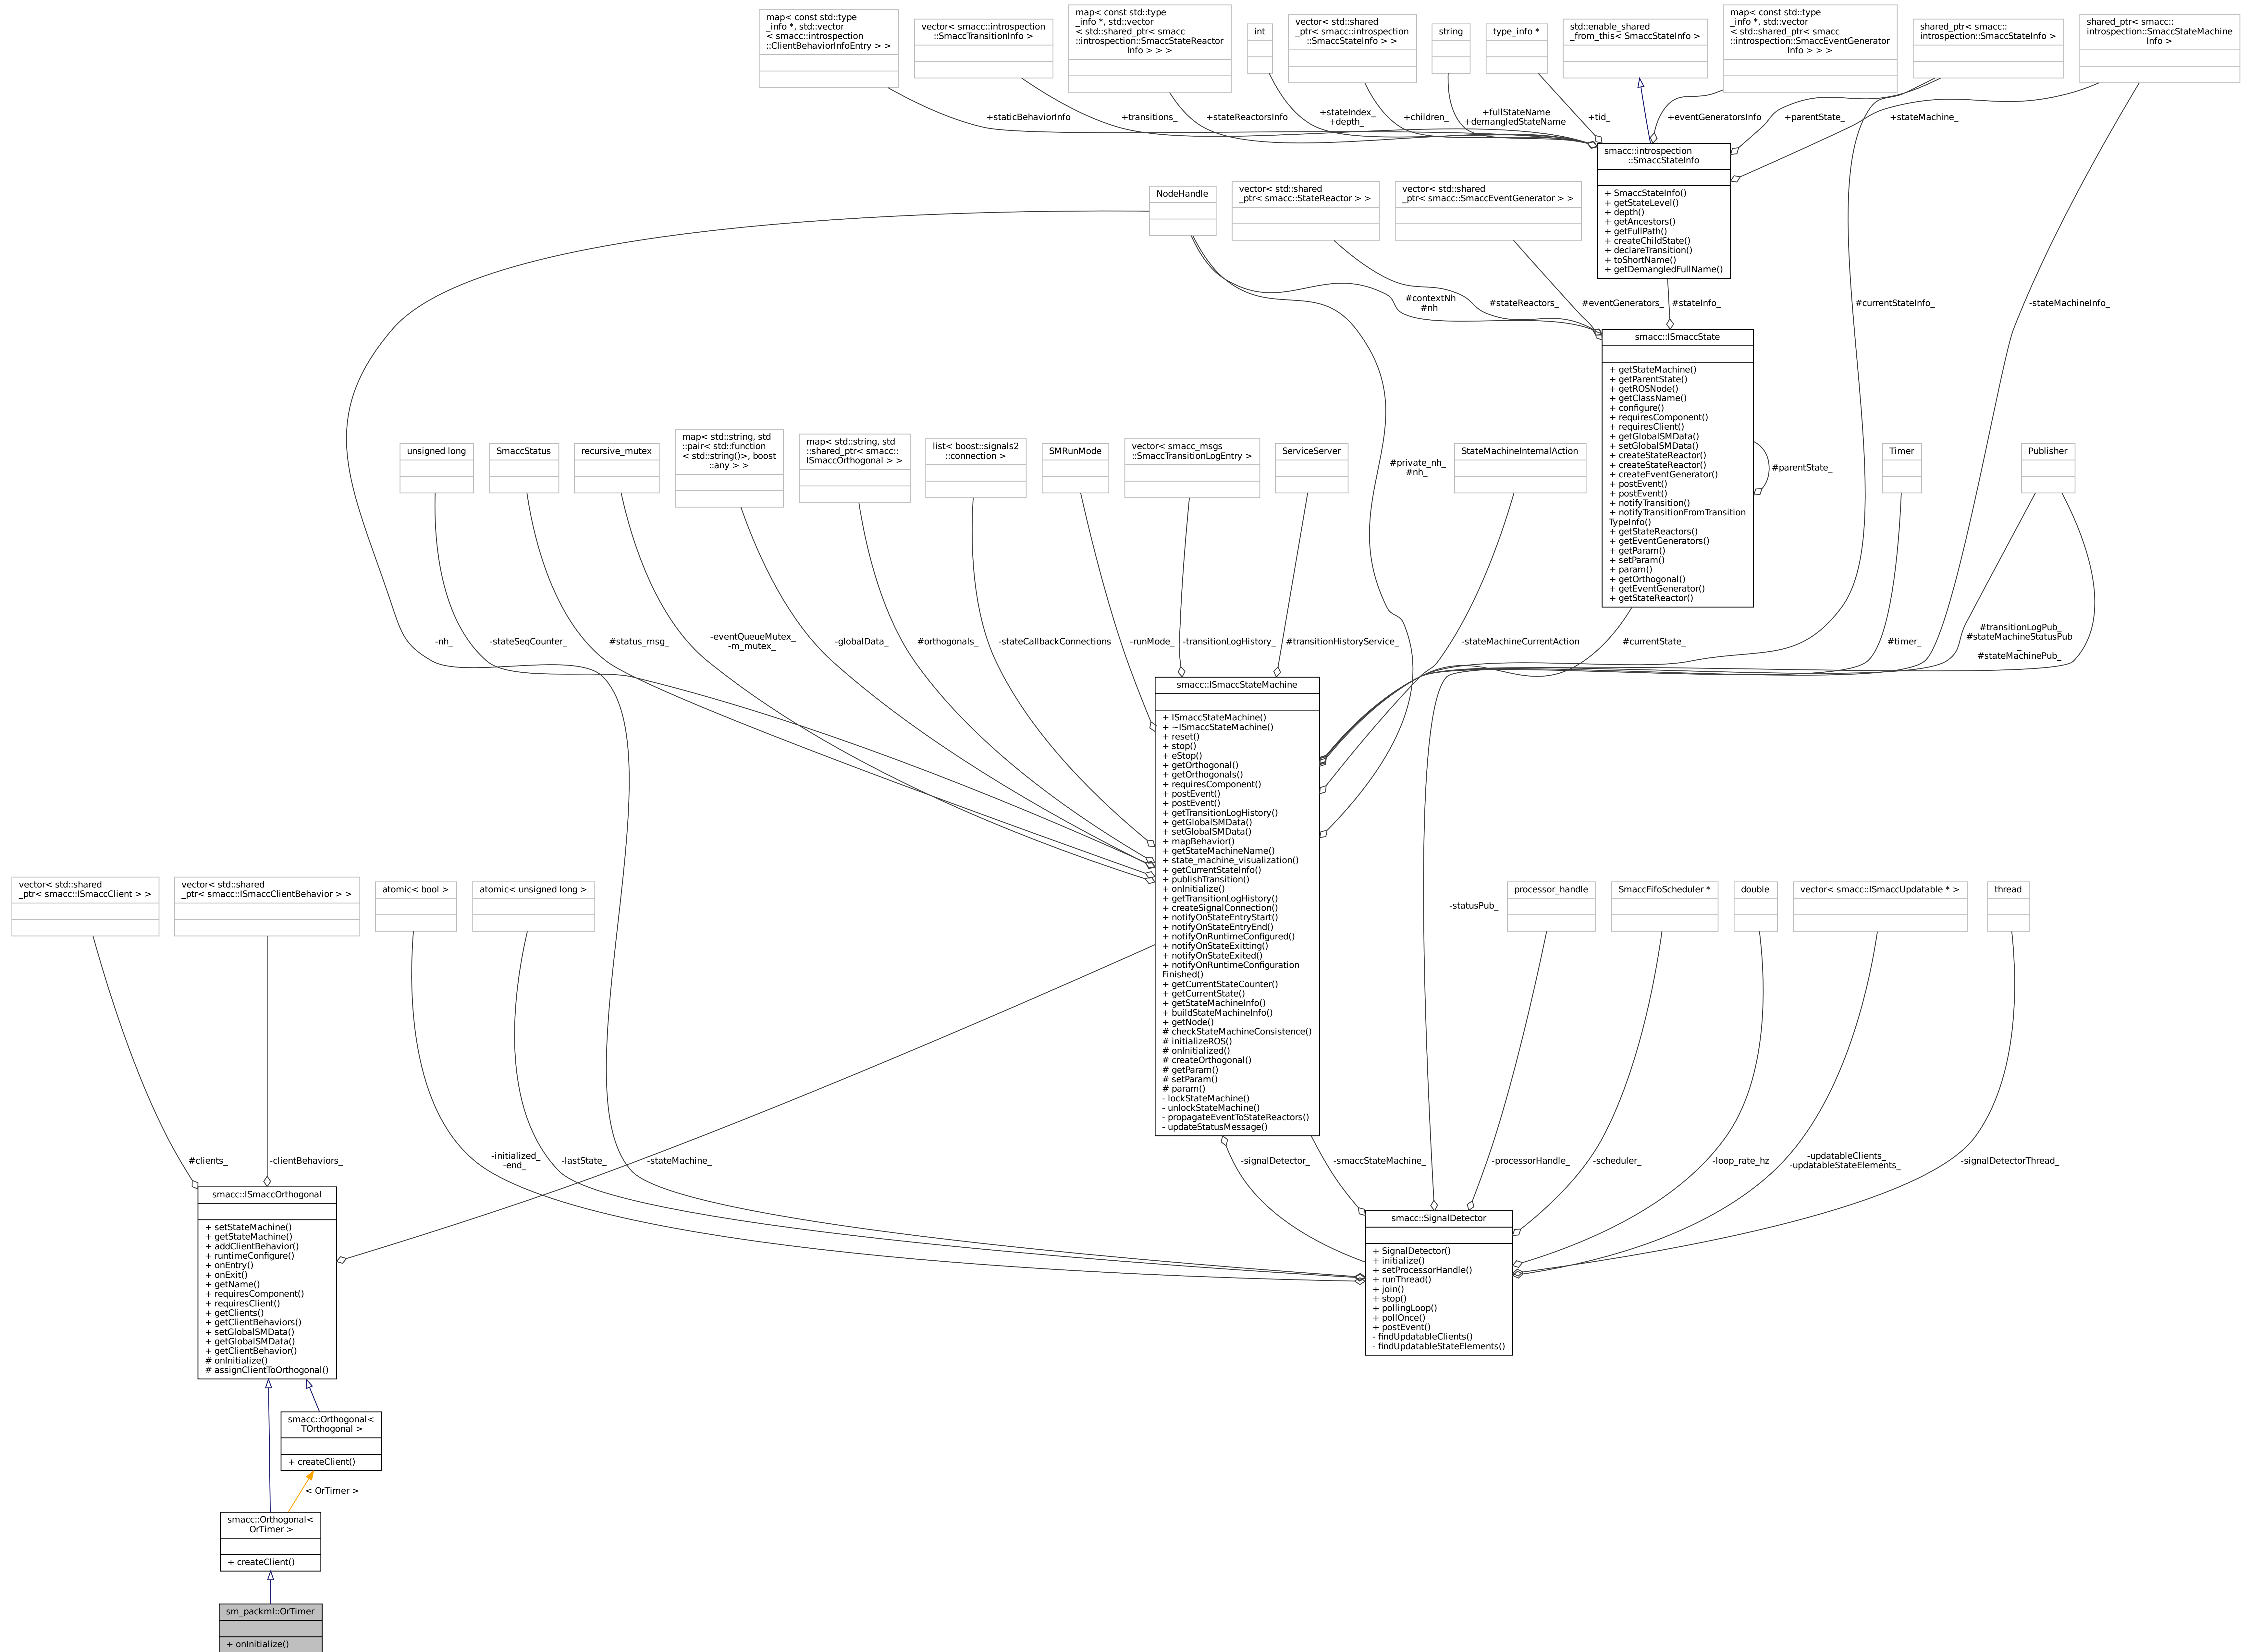 map< const std::type
_info *, std::vector
< smacc::introspection
::ClientBehaviorInfoEntry > >
vector< smacc::introspection
::SmaccTransitionInfo >
map< const std::type
_info *, std::vector
< std::shared_ptr< smacc
::introspection::SmaccStateReactor
Info > > >
int
vector< std::shared
_ptr< smacc::introspection
::SmaccStateInfo > >
string
type_info *
std::enable_shared
_from_this< SmaccStateInfo >
map< const std::type
_info *, std::vector
< std::shared_ptr< smacc
::introspection::SmaccEventGenerator
Info > > >
shared_ptr< smacc::
introspection::SmaccStateInfo >
shared_ptr< smacc::
introspection::SmaccStateMachine
Info >
+staticBehaviorInfo
+transitions_
+stateReactorsInfo
+stateIndex_
+depth_
+children_
+fullStateName
+demangledStateName
+tid_
+eventGeneratorsInfo
+parentState_
+stateMachine_
smacc::introspection
::SmaccStateInfo
+ SmaccStateInfo()
+ getStateLevel()
+ depth()
+ getAncestors()
+ getFullPath()
+ createChildState()
+ declareTransition()
+ toShortName()
+ getDemangledFullName()
NodeHandle
vector< std::shared
_ptr< smacc::StateReactor > >
vector< std::shared
_ptr< smacc::SmaccEventGenerator > >
#contextNh
#nh
#stateReactors_
#eventGenerators_
#stateInfo_
#currentStateInfo_
-stateMachineInfo_
smacc::ISmaccState
+ getStateMachine()
+ getParentState()
+ getROSNode()
+ getClassName()
+ configure()
+ requiresComponent()
+ requiresClient()
+ getGlobalSMData()
+ setGlobalSMData()
+ createStateReactor()
+ createStateReactor()
+ createEventGenerator()
+ postEvent()
+ postEvent()
+ notifyTransition()
+ notifyTransitionFromTransition
TypeInfo()
+ getStateReactors()
+ getEventGenerators()
+ getParam()
+ setParam()
+ param()
+ getOrthogonal()
+ getEventGenerator()
+ getStateReactor()
#parentState_
unsigned long
SmaccStatus
recursive_mutex
map< std::string, std
::pair< std::function
< std::string()>, boost
::any > >
map< std::string, std
::shared_ptr< smacc::
ISmaccOrthogonal > >
list< boost::signals2
::connection >
SMRunMode
vector< smacc_msgs
::SmaccTransitionLogEntry >
ServiceServer
#private_nh_
#nh_
StateMachineInternalAction
Timer
Publisher
-nh_
-stateSeqCounter_
#status_msg_
-eventQueueMutex_
-m_mutex_
-globalData_
#orthogonals_
-stateCallbackConnections
-runMode_
-transitionLogHistory_
#transitionHistoryService_
-stateMachineCurrentAction
#currentState_
#timer_
#transitionLogPub_
#stateMachineStatusPub
_
#stateMachinePub_
smacc::ISmaccStateMachine
+ ISmaccStateMachine()
+ ~ISmaccStateMachine()
+ reset()
+ stop()
+ eStop()
+ getOrthogonal()
+ getOrthogonals()
+ requiresComponent()
+ postEvent()
+ postEvent()
+ getTransitionLogHistory()
+ getGlobalSMData()
+ setGlobalSMData()
+ mapBehavior()
+ getStateMachineName()
+ state_machine_visualization()
+ getCurrentStateInfo()
+ publishTransition()
+ onInitialize()
+ getTransitionLogHistory()
+ createSignalConnection()
+ notifyOnStateEntryStart()
+ notifyOnStateEntryEnd()
+ notifyOnRuntimeConfigured()
+ notifyOnStateExitting()
+ notifyOnStateExited()
+ notifyOnRuntimeConfiguration
Finished()
+ getCurrentStateCounter()
+ getCurrentState()
+ getStateMachineInfo()
+ buildStateMachineInfo()
+ getNode()
# checkStateMachineConsistence()
# initializeROS()
# onInitialized()
# createOrthogonal()
# getParam()
# setParam()
# param()
- lockStateMachine()
- unlockStateMachine()
- propagateEventToStateReactors()
- updateStatusMessage()
vector< std::shared
_ptr< smacc::ISmaccClient > >
vector< std::shared
_ptr< smacc::ISmaccClientBehavior > >
atomic< bool >
atomic< unsigned long >
-statusPub_
processor_handle
SmaccFifoScheduler *
double
vector< smacc::ISmaccUpdatable * >
thread
#clients_
-clientBehaviors_
-initialized_
-end_
-lastState_
-stateMachine_
-signalDetector_
-smaccStateMachine_
-processorHandle_
-scheduler_
-loop_rate_hz
-updatableClients_
-updatableStateElements_
-signalDetectorThread_
smacc::ISmaccOrthogonal
+ setStateMachine()
+ getStateMachine()
+ addClientBehavior()
+ runtimeConfigure()
+ onEntry()
+ onExit()
+ getName()
+ requiresComponent()
+ requiresClient()
+ getClients()
+ getClientBehaviors()
+ setGlobalSMData()
+ getGlobalSMData()
+ getClientBehavior()
# onInitialize()
# assignClientToOrthogonal()
smacc::SignalDetector
+ SignalDetector()
+ initialize()
+ setProcessorHandle()
+ runThread()
+ join()
+ stop()
+ pollingLoop()
+ pollOnce()
+ postEvent()
- findUpdatableClients()
- findUpdatableStateElements()
smacc::Orthogonal<
TOrthogonal >
+ createClient()
< OrTimer >
smacc::Orthogonal<
OrTimer >
+ createClient()
sm_packml::OrTimer
+ onInitialize()